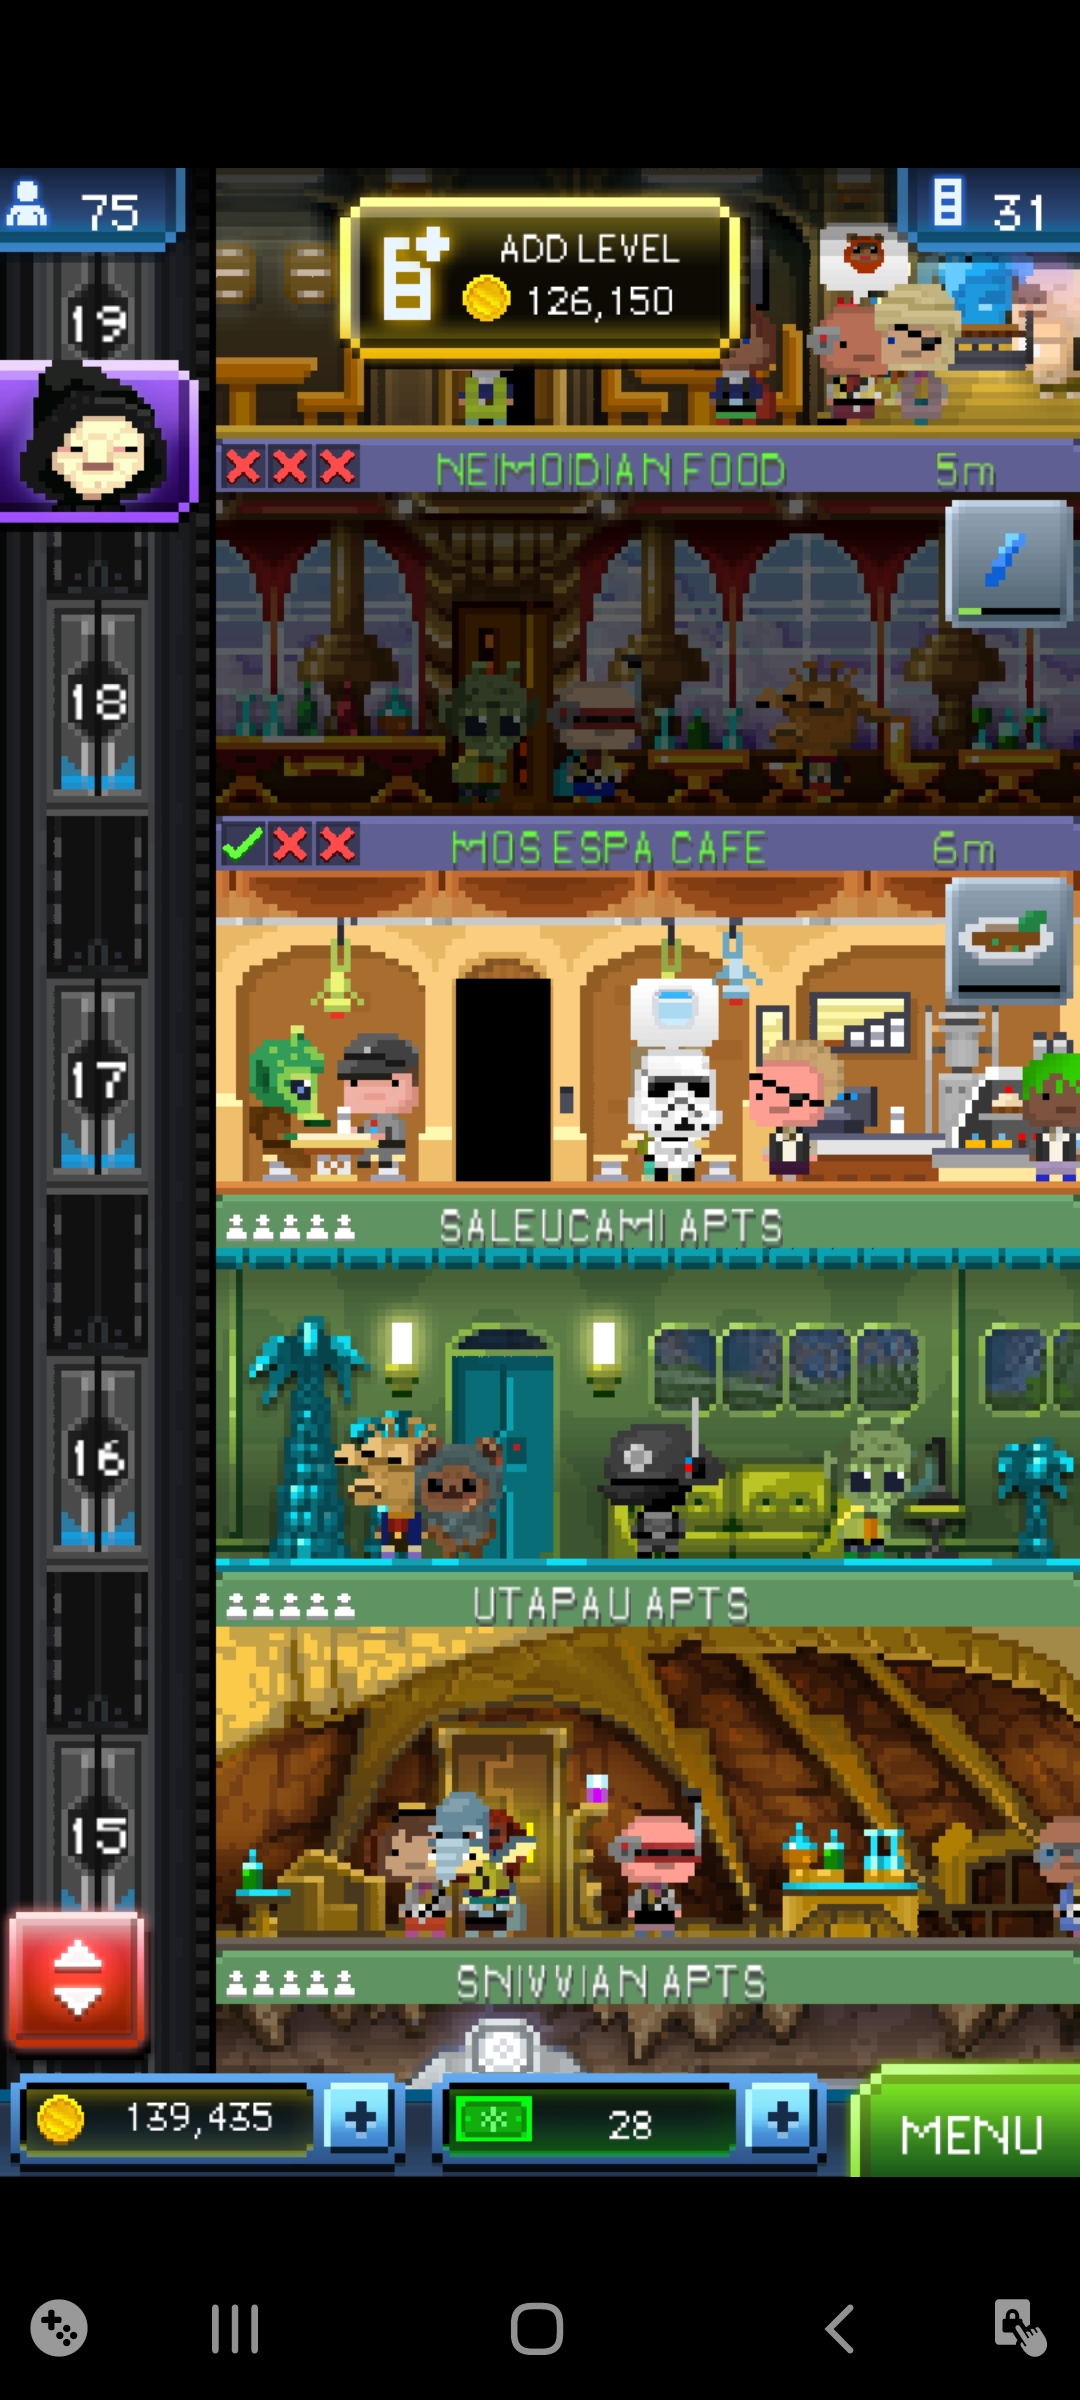 75
ADD LEVEL
126,150
31
19
NEIMOIDIAN FOOD
5m
18
MOS ESPA CAFE
6m
17
SALEUCAMI APTS
16
UTAPAU APTS
15
SNIVVIAN APTS
139,435
28
MENU